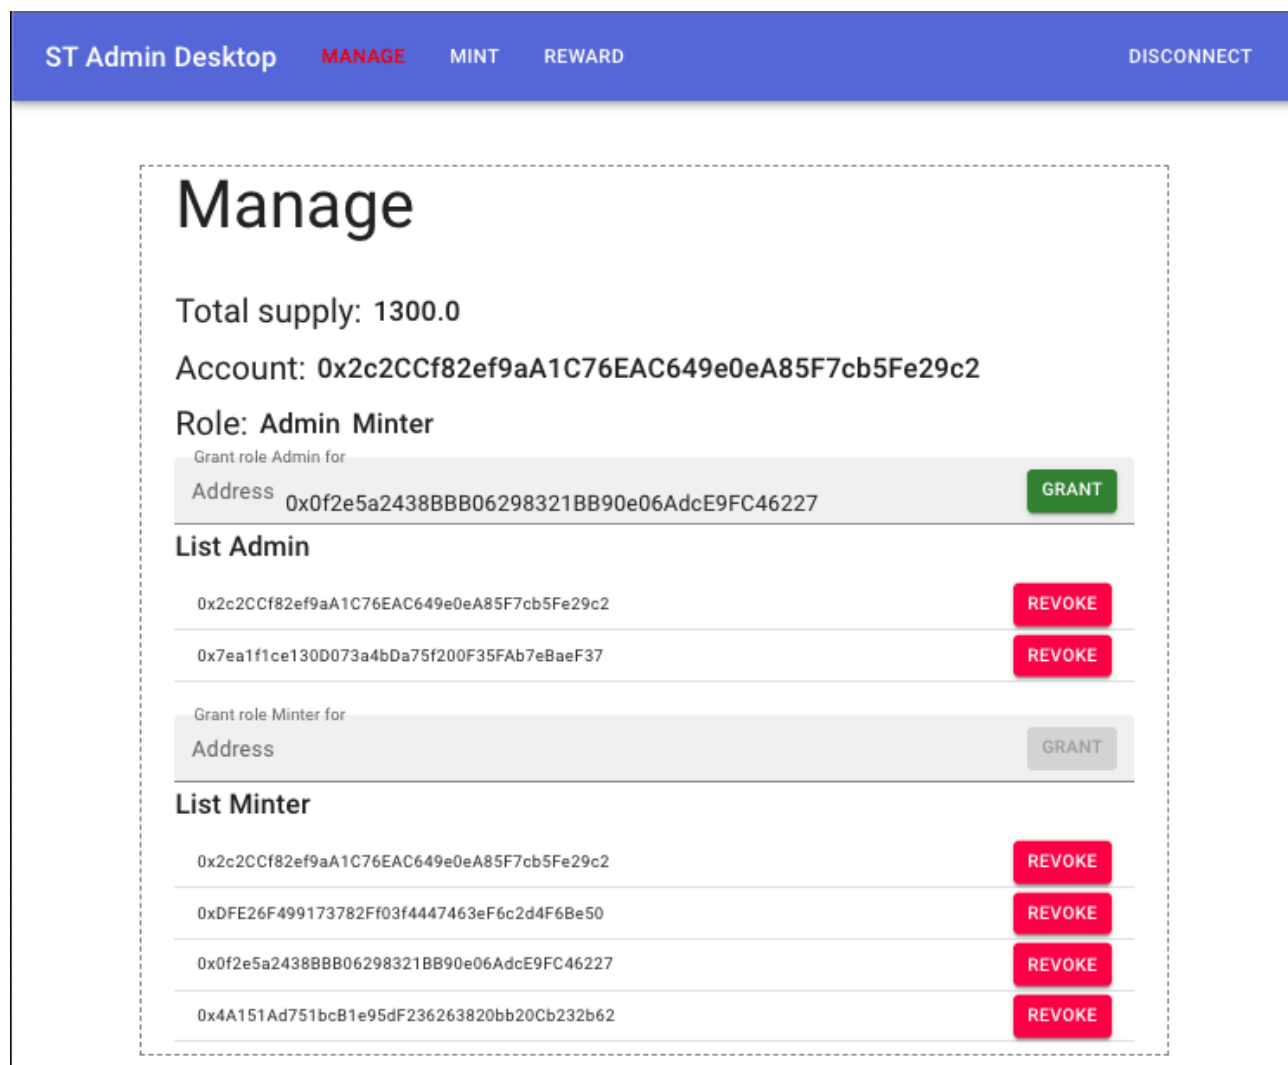 ST Admin Desktop MANAGE MINT REWARD DISCONNECT
Manage
Total supply: 1300.0
Account: 0x2c2CCf82ef9aA1C76EAC649e0eA85F7cb5Fe29c2
Role: Admin Minter
Grant role Admin for
Address 0x0f2e5a2438BBB06298321BB90e06AdcE9FC46227 GRANT
List Admin
0x2c2CCf82ef9aA1C76EAC649e0eA85F7cb5Fe29c2 REVOKE
0x7ea1f1ce130D073a4bDa75f200F35FAb7eBaeF37 REVOKE
Grant role Minter for
Address GRANT
List Minter
0x2c2CCf82ef9aA1C76EAC649e0eA85F7cb5Fe29c2 REVOKE
0xDFE26F499173782Ff03f4447463eF6c2d4F6Be50 REVOKE
0x0f2e5a2438BBB06298321BB90e06AdcE9FC46227 REVOKE
0x4A151Ad751bcB1e95dF236263820bb20Cb232b62 REVOKE